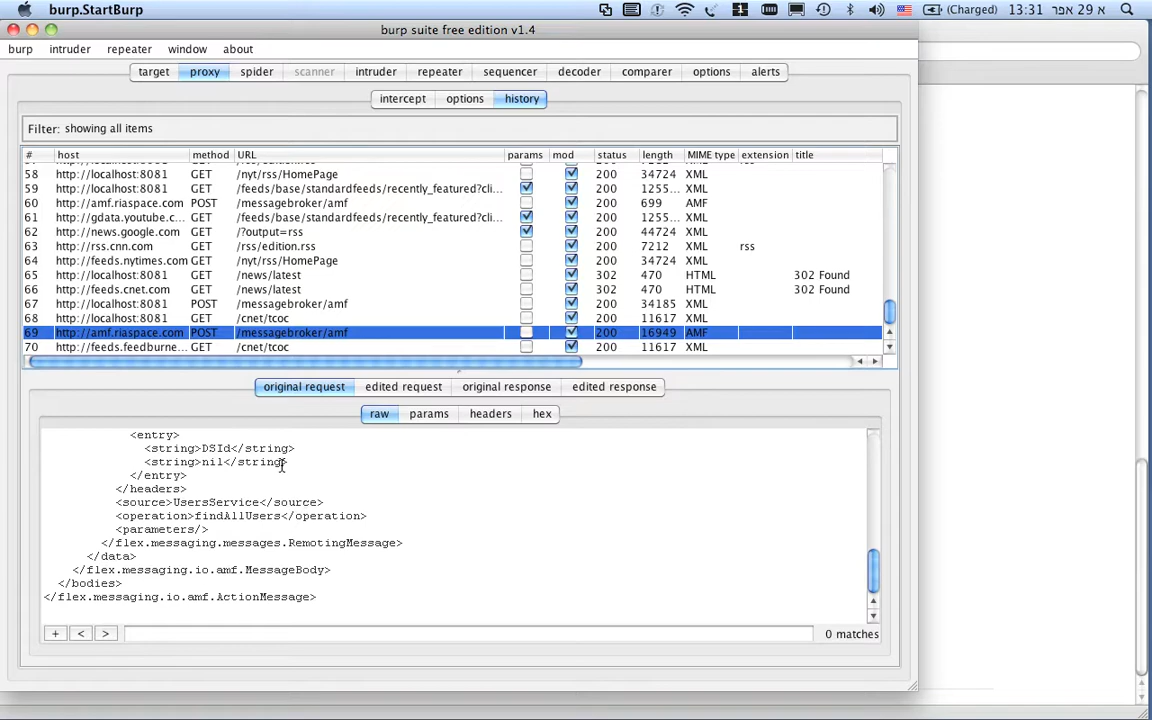 burp.StartBurp (Charged) 13:31 א 29 אפר
burp suite free edition v1.4
burp intruder repeater window about
target proxy spider scanner intruder repeater sequencer decoder comparer options alerts
intercept options history
Filter: showing all items
# host method URL params mod status length MIME type extension title
58 http://localhost:8081 GET /nyt/rss/HomePage 200 34724 XML
59 http://localhost:8081 GET /feeds/base/standardfeeds/recently_featured?cli... 200 1255... XML
60 http://amf.riaspace.com POST /messagebroker/amf 200 699 AMF
61 http://gdata.youtube.c... GET /feeds/base/standardfeeds/recently_featured?cli... 200 1255... XML
62 http://news.google.com GET /?output=rss 200 44724 XML
63 http://rss.cnn.com GET /rss/edition.rss 200 7212 XML rss
64 http://feeds.nytimes.com GET /nyt/rss/HomePage 200 34724 XML
65 http://localhost:8081 GET /news/latest 302 470 HTML 302 Found
66 http://feeds.cnet.com GET /news/latest 302 470 HTML 302 Found
67 http://localhost:8081 POST /messagebroker/amf 200 34185 XML
68 http://localhost:8081 GET /cnet/tcoc 200 11617 XML
69 http://amf.riaspace.com POST /messagebroker/amf 200 16949 AMF
70 http://feeds.feedburne... GET /cnet/tcoc 200 11617 XML
original request edited request original response edited response
raw params headers hex
<entry>
<string>DSId</string>
<string>nil</string>
</entry>
</headers>
<source>UsersService</source>
<operation>findAllUsers</operation>
<parameters/>
</flex.messaging.messages.RemotingMessage>
</data>
</flex.messaging.io.amf.MessageBody>
</bodies>
</flex.messaging.io.amf.ActionMessage>
+ < > 0 matches